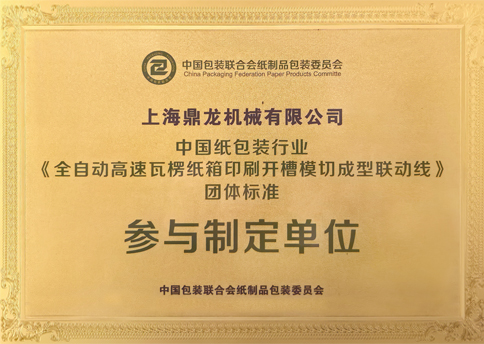 中国包装联合会纸制品包装委员会
China Packaging Federation Paper Products Committe
上海鼎龙机械有限公司
中国纸包装行业
《全自动高速瓦楞纸箱印刷开槽模切成型联动线》
团体标准
参与制定单位
中国包装联合会纸制品包装委员会